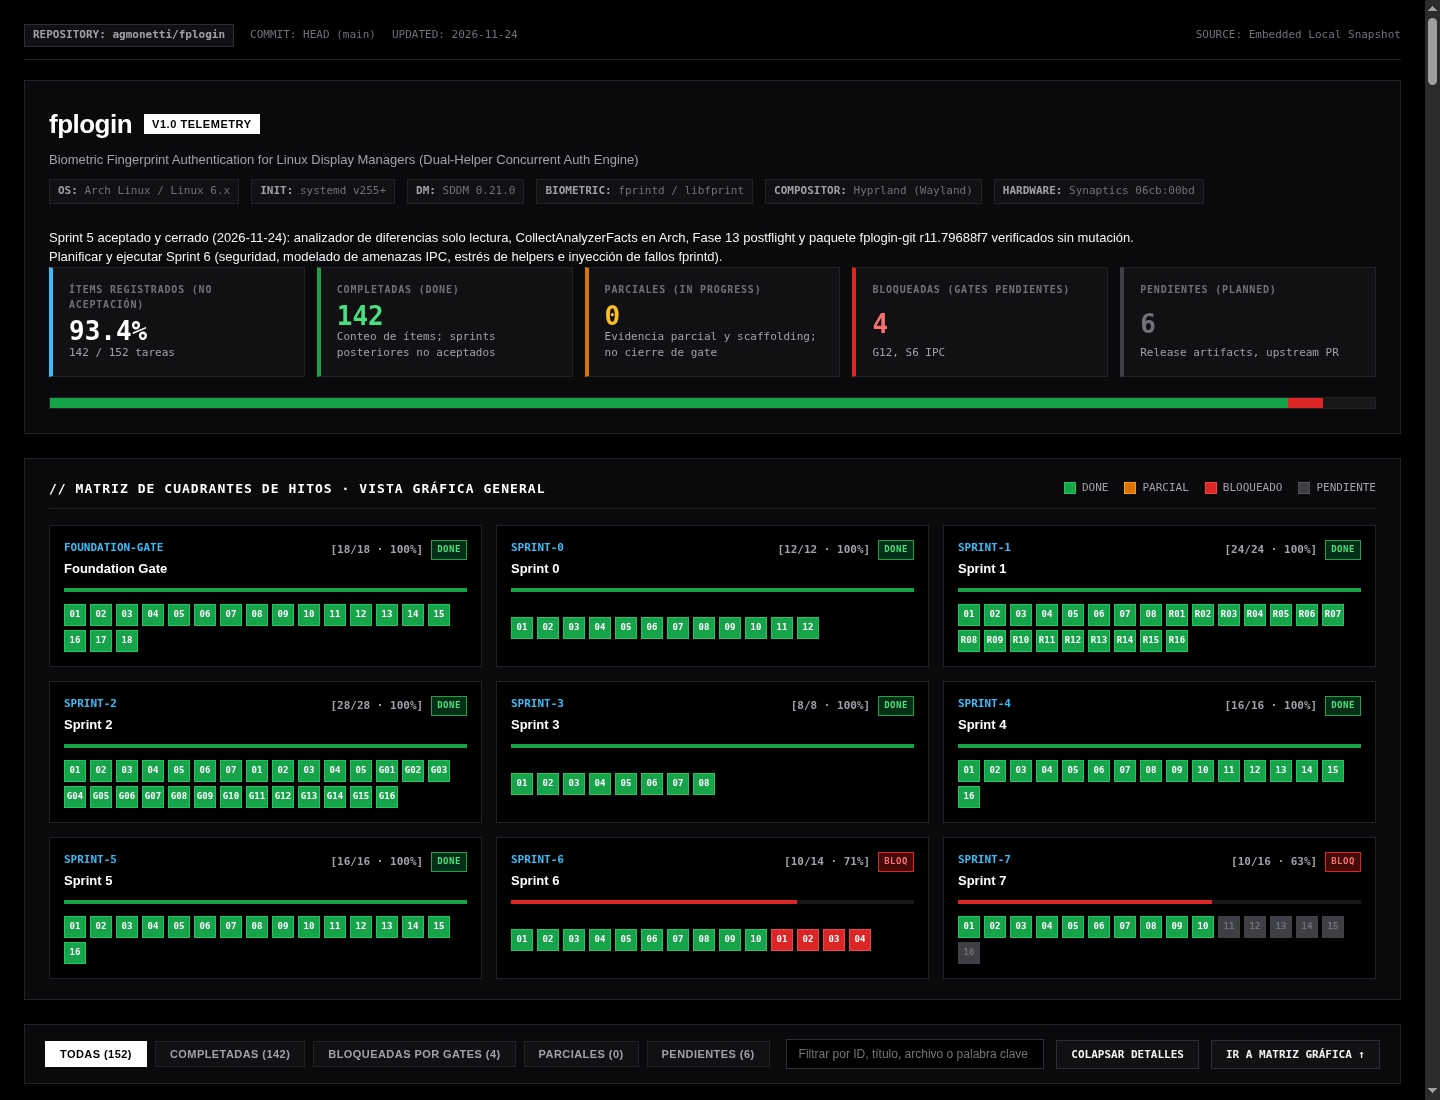 REPOSITORY: agmonetti/fplogin COMMIT: HEAD (main) UPDATED: 2026-11-24 SOURCE: Embedded Local Snapshot
fplogin V1.0 TELEMETRY
Biometric Fingerprint Authentication for Linux Display Managers (Dual-Helper Concurrent Auth Engine)
OS: Arch Linux / Linux 6.x INIT: systemd v255+ DM: SDDM 0.21.0 BIOMETRIC: fprintd / libfprint COMPOSITOR: Hyprland (Wayland) HARDWARE: Synaptics 06cb:00bd
Sprint 5 aceptado y cerrado (2026-11-24): analizador de diferencias solo lectura, CollectAnalyzerFacts en Arch, Fase 13 postflight y paquete fplogin-git r11.79688f7 verificados sin mutación.
Planificar y ejecutar Sprint 6 (seguridad, modelado de amenazas IPC, estrés de helpers e inyección de fallos fprintd).
ÍTEMS REGISTRADOS (NO
ACEPTACIÓN)
93.4%
142 / 152 tareas
COMPLETADAS (DONE)
142
Conteo de ítems; sprints
posteriores no aceptados
PARCIALES (IN PROGRESS)
0
Evidencia parcial y scaffolding;
no cierre de gate
BLOQUEADAS (GATES PENDIENTES)
4
G12, S6 IPC
PENDIENTES (PLANNED)
6
Release artifacts, upstream PR
// MATRIZ DE CUADRANTES DE HITOS · VISTA GRÁFICA GENERAL DONE PARCIAL BLOQUEADO PENDIENTE
FOUNDATION-GATE [18/18 · 100%] DONE
Foundation Gate
01 02 03 04 05 06 07 08 09 10 11 12 13 14 15
16 17 18
SPRINT-0 [12/12 · 100%] DONE
Sprint 0
01 02 03 04 05 06 07 08 09 10 11 12
SPRINT-1 [24/24 · 100%] DONE
Sprint 1
01 02 03 04 05 06 07 08 R01 R02 R03 R04 R05 R06 R07
R08 R09 R10 R11 R12 R13 R14 R15 R16
SPRINT-2 [28/28 · 100%] DONE
Sprint 2
01 02 03 04 05 06 07 01 02 03 04 05 G01 G02 G03
G04 G05 G06 G07 G08 G09 G10 G11 G12 G13 G14 G15 G16
SPRINT-3 [8/8 · 100%] DONE
Sprint 3
01 02 03 04 05 06 07 08
SPRINT-4 [16/16 · 100%] DONE
Sprint 4
01 02 03 04 05 06 07 08 09 10 11 12 13 14 15
16
SPRINT-5 [16/16 · 100%] DONE
Sprint 5
01 02 03 04 05 06 07 08 09 10 11 12 13 14 15
16
SPRINT-6 [10/14 · 71%] BLOQ
Sprint 6
01 02 03 04 05 06 07 08 09 10 01 02 03 04
SPRINT-7 [10/16 · 63%] BLOQ
Sprint 7
01 02 03 04 05 06 07 08 09 10 11 12 13 14 15
16
TODAS (152) COMPLETADAS (142) BLOQUEADAS POR GATES (4) PARCIALES (0) PENDIENTES (6) Filtrar por ID, título, archivo o palabra clave COLAPSAR DETALLES IR A MATRIZ GRÁFICA ↑